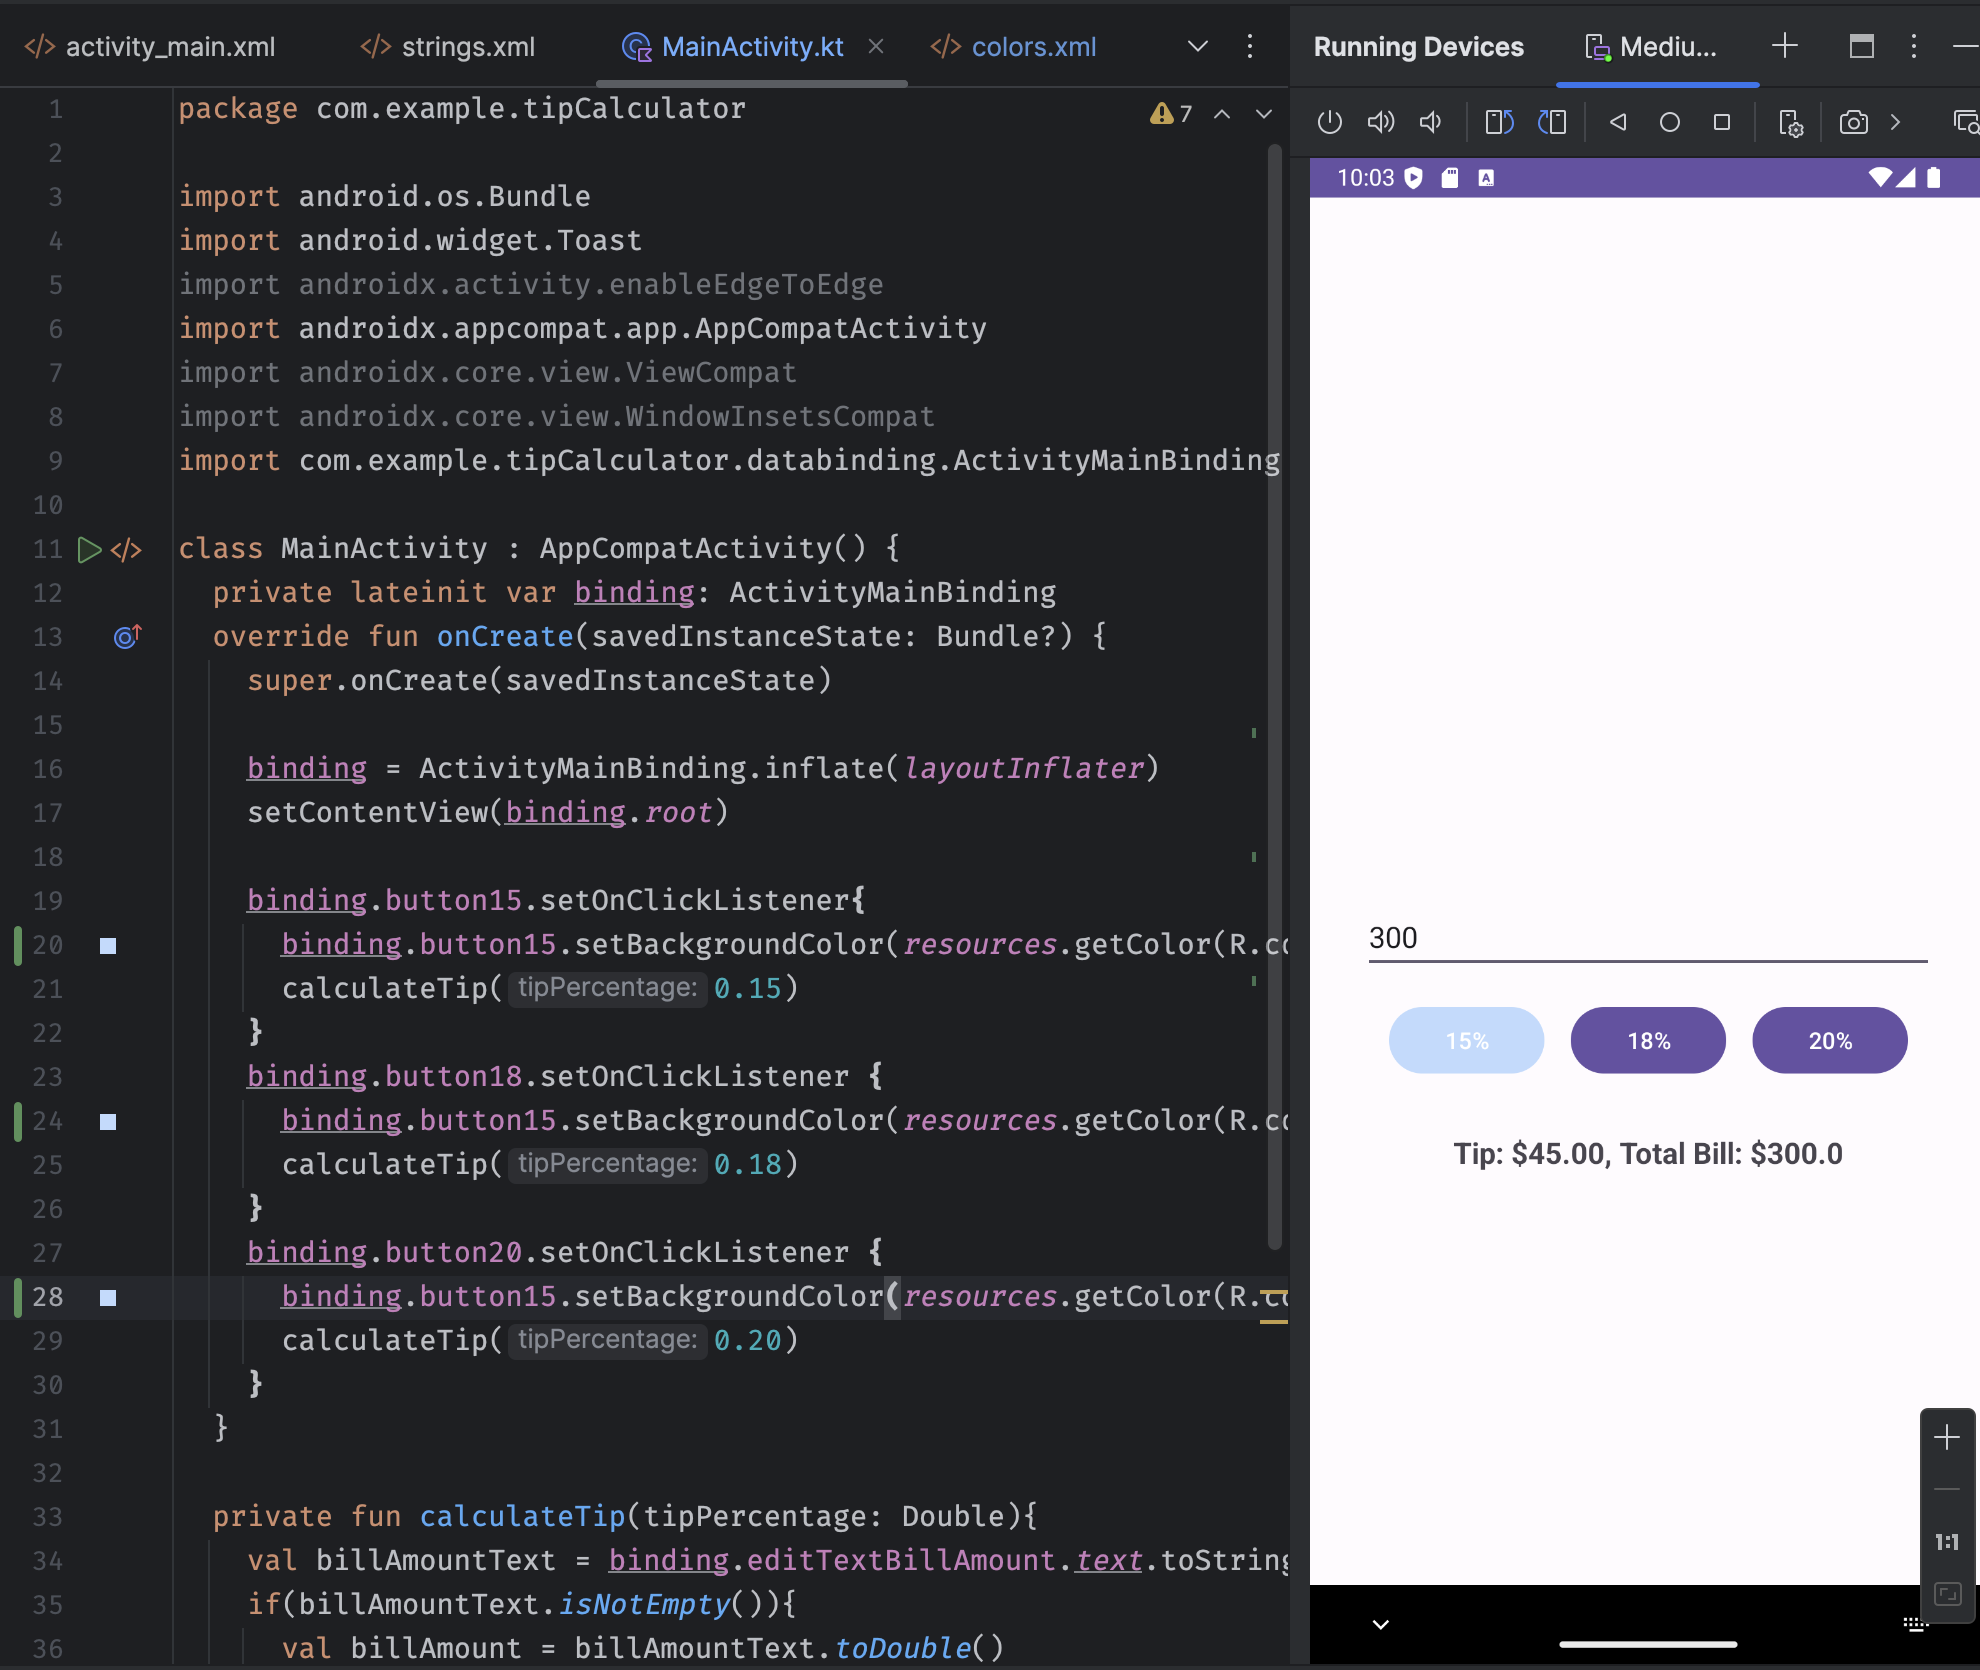 activity_main.xml strings.xml MainActivity.kt colors.xml
Running Devices Mediu...
1 package com.example.tipCalculator 7
2
3 import android.os.Bundle
4 import android.widget.Toast
5 import androidx.activity.enableEdgeToEdge
6 import androidx.appcompat.app.AppCompatActivity
7 import androidx.core.view.ViewCompat
8 import androidx.core.view.WindowInsetsCompat
9 import com.example.tipCalculator.databinding.ActivityMainBinding
10
11 class MainActivity : AppCompatActivity() {
12 private lateinit var binding: ActivityMainBinding
13 override fun onCreate(savedInstanceState: Bundle?) {
14 super.onCreate(savedInstanceState)
15
16 binding = ActivityMainBinding.inflate(layoutInflater)
17 setContentView(binding.root)
18
19 binding.button15.setOnClickListener{
20 binding.button15.setBackgroundColor(resources.getColor(R.co
21 calculateTip( tipPercentage: 0.15)
22 }
23 binding.button18.setOnClickListener {
24 binding.button15.setBackgroundColor(resources.getColor(R.co
25 calculateTip( tipPercentage: 0.18)
26 }
27 binding.button20.setOnClickListener {
28 binding.button15.setBackgroundColor(resources.getColor(R.co
29 calculateTip( tipPercentage: 0.20)
30 }
31 }
32
33 private fun calculateTip(tipPercentage: Double){
34 val billAmountText = binding.editTextBillAmount.text.toString
35 if(billAmountText.isNotEmpty()){
36 val billAmount = billAmountText.toDouble()
10:03
300
15% 18% 20%
Tip: $45.00, Total Bill: $300.0
1:1